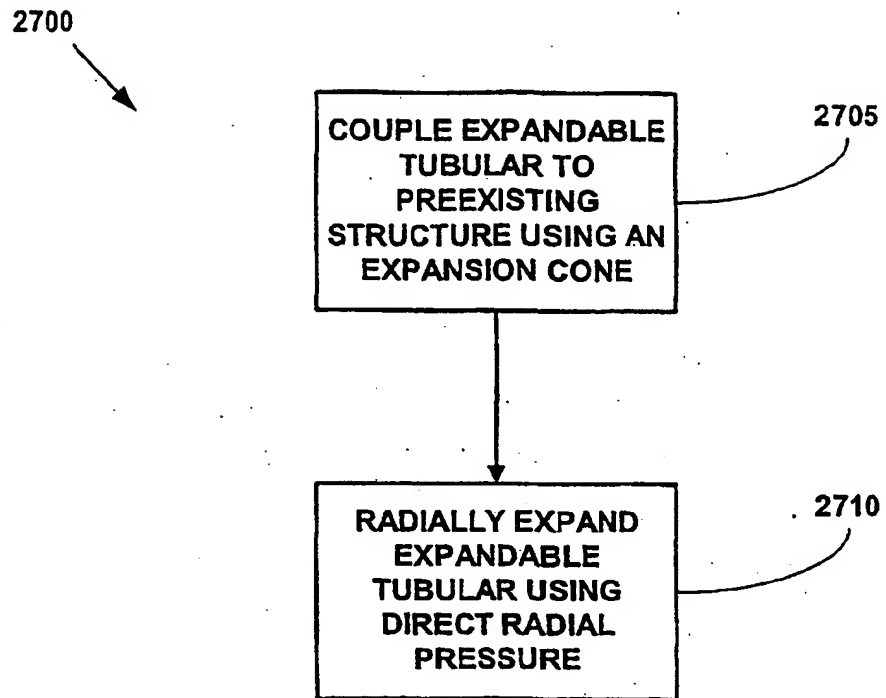 2700
COUPLE EXPANDABLE
TUBULAR TO
PREEXISTING
STRUCTURE USING AN
EXPANSION CONE
2705
RADIALLY EXPAND
EXPANDABLE
TUBULAR USING
DIRECT RADIAL
PRESSURE
2710